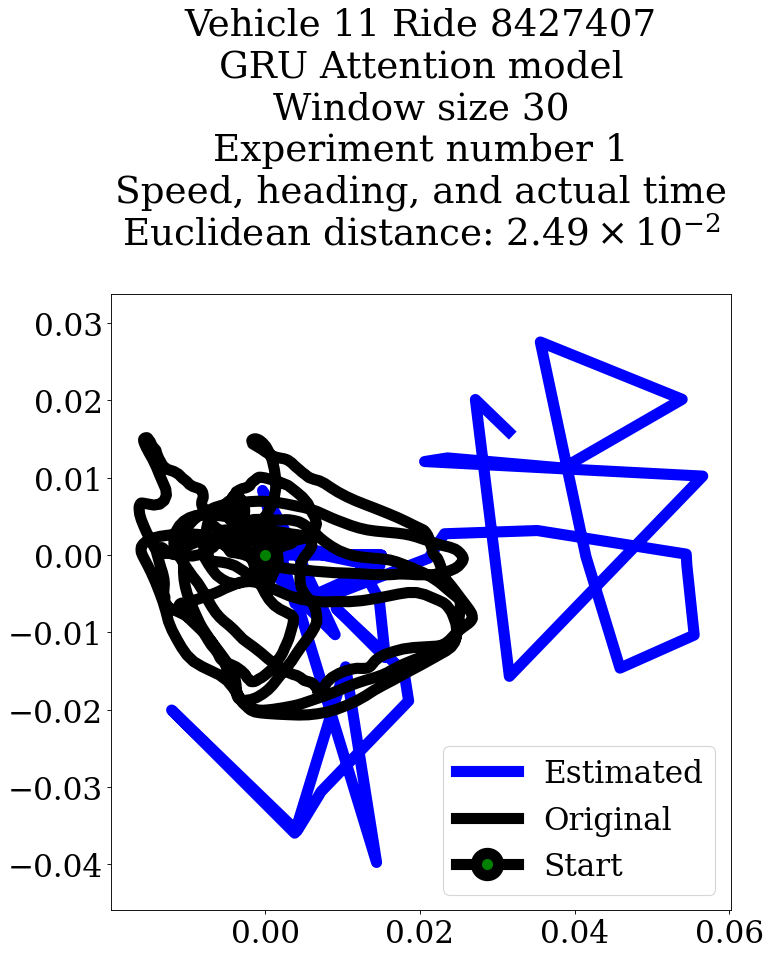 Vehicle 11 Ride 8427407
GRU Attention model
Window size 30
Experiment number 1
Speed, heading, and actual time
Euclidean distance: 2.49 × 10⁻²
0.03
0.02
0.01
0.00
−0.01
−0.02
−0.03
−0.04
Estimated
Original
Start
0.00 0.02 0.04 0.06